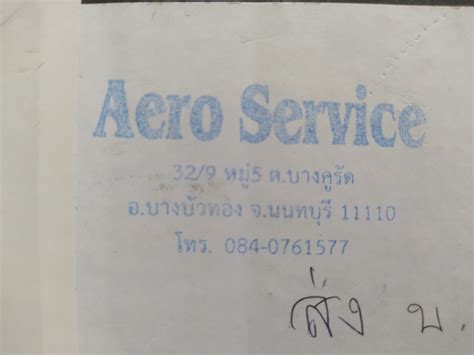 Aero Service
32/9 หมู่5 ต.บางคูรัด
อ.บางบัวทอง จ.นนทบุรี 11110
โทร. 084-0761577
ส่ง บ.